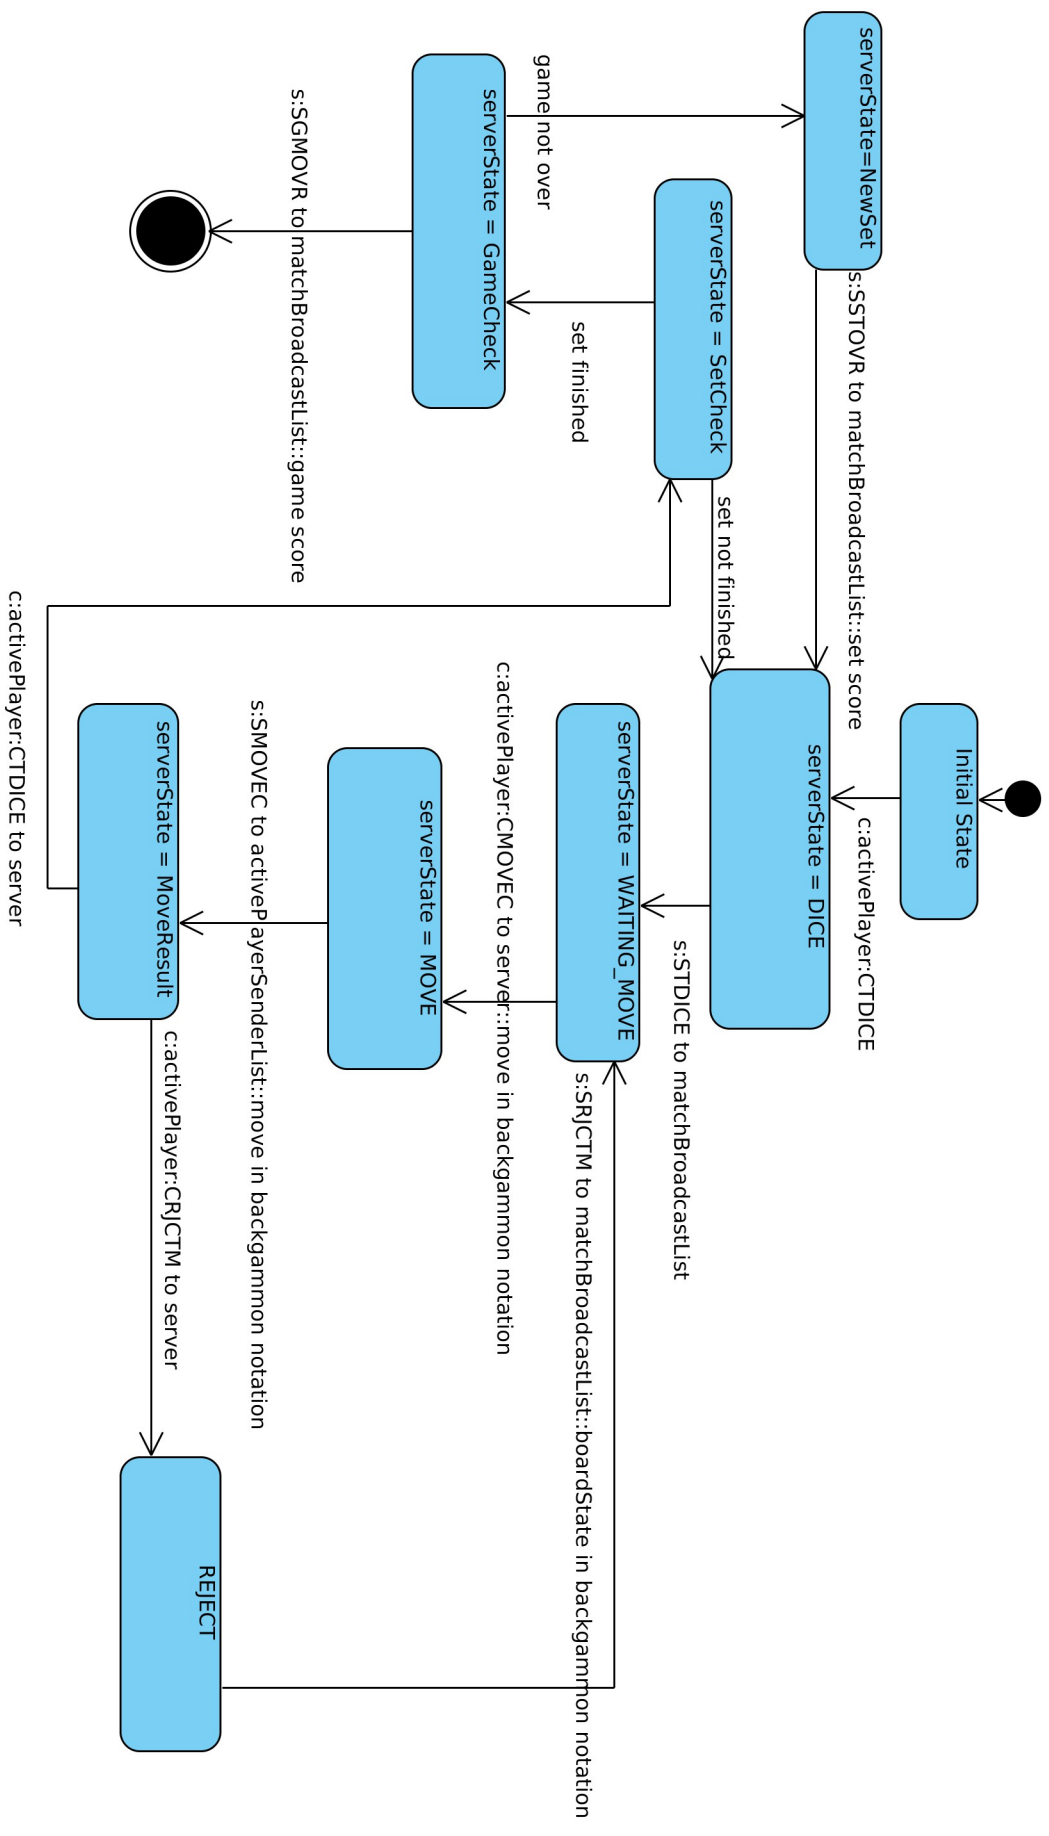 Initial State
c:activePlayer:CTDICE
serverState=NewSet
s:SSTOVR to matchBroadcastList::set score
serverState = DICE
serverState = SetCheck
set not finished
s:STDICE to matchBroadcastList
serverState = WAITING_MOVE
set finished
s:SRJCTM to matchBroadcastList::boardState in backgammon notation
game not over
serverState = GameCheck
c:activePlayer:CMOVEC to server::move in backgammon notation
serverState = MOVE
s:SGMOVR to matchBroadcastList::game score
s:SMOVEC to activePlayerSenderList::move in backgammon notation
REJECT
serverState = MoveResult
c:activePlayer:CRJCTM to server
c:activePlayer:CTDICE to server